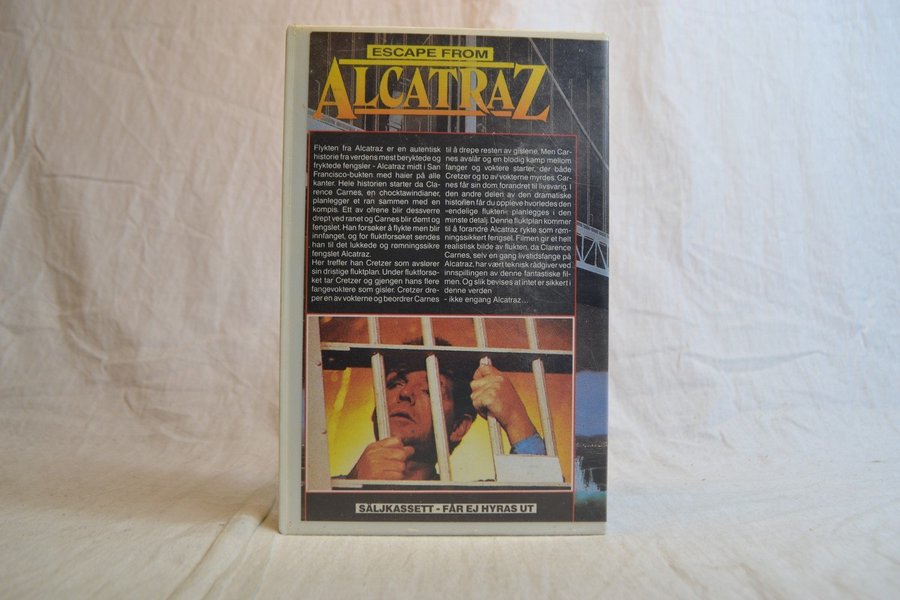 ESCAPE FROM
ALCATRAZ
Flykten fra Alcatraz er en autentisk
historie fra verdens mest beryktede og
fryktede fengsler - Alcatraz midt i San
Francisco-bukten med haier på alle
kanter. Hele historien starter da Cla-
rence Carnes, en chocktawindianer,
planlegger et ran sammen med en
kompis. Ett av ofrene blir dessverre
drept ved ranet og Carnes blir dømt og
fengslet. Han forsøker å flykte men blir
innfanget, og for fluktforsøket sendes
han til det lukkede og rømningssikre
fengslet Alcatraz.
Her treffer han Cretzer som avslører
sin dristige fluktplan. Under fluktforsø-
ket tar Cretzer og gjengen hans flere
fangevoktere som gisler. Cretzer dre-
per en av vokterne og beordrer Carnes
til å drepe resten av gislene. Men Car-
nes avslår og en blodig kamp mellom
fanger og voktere starter, der både
Cretzer og to av vokterne myrdes. Car-
nes får sin dom forandret til livsvarig. I
den andre delen av den dramatiske
historien får du oppleve hvorledes den
«endelige flukten» planlegges i den
minste detalj. Denne fluktplan kommer
til å forandre Alcatraz rykte som røm-
ningssikkert fengsel. Filmen gir et helt
realistisk bilde av flukten, da Clarence
Carnes, selv en gang livstidsfange på
Alcatraz, har vært teknisk rådgiver ved
innspillingen av denne fantastiske fil-
men. Og slik bevises at intet er sikkert i
denne verden
- ikke engang Alcatraz...
SÄLJKASSETT - FÅR EJ HYRAS UT